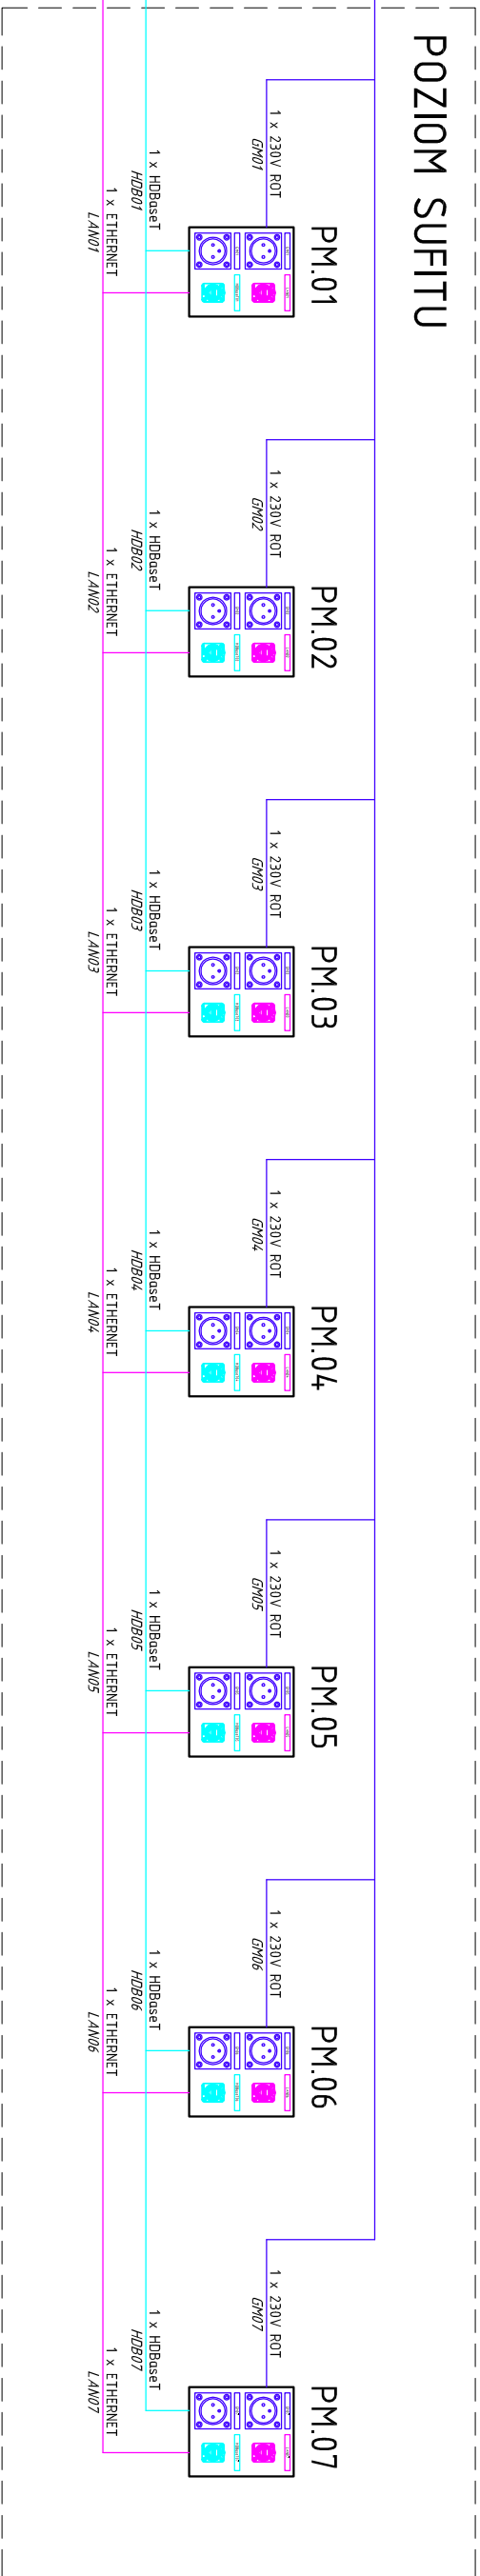 POZIOM SUFITU
PM.01
1 x 230V ROT
GM01
1 x HDBaseT
HDB01
1 x ETHERNET
LAN01
PM.02
1 x 230V ROT
GM02
1 x HDBaseT
HDB02
1 x ETHERNET
LAN02
PM.03
1 x 230V ROT
GM03
1 x HDBaseT
HDB03
1 x ETHERNET
LAN03
PM.04
1 x 230V ROT
GM04
1 x HDBaseT
HDB04
1 x ETHERNET
LAN04
PM.05
1 x 230V ROT
GM05
1 x HDBaseT
HDB05
1 x ETHERNET
LAN05
PM.06
1 x 230V ROT
GM06
1 x HDBaseT
HDB06
1 x ETHERNET
LAN06
PM.07
1 x 230V ROT
GM07
1 x HDBaseT
HDB07
1 x ETHERNET
LAN07